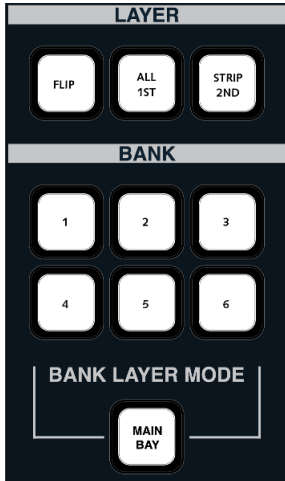 LAYER
FLIP
ALL
1ST
STRIP
2ND
BANK
1
2
3
4
5
6
BANK LAYER MODE
MAIN
BAY